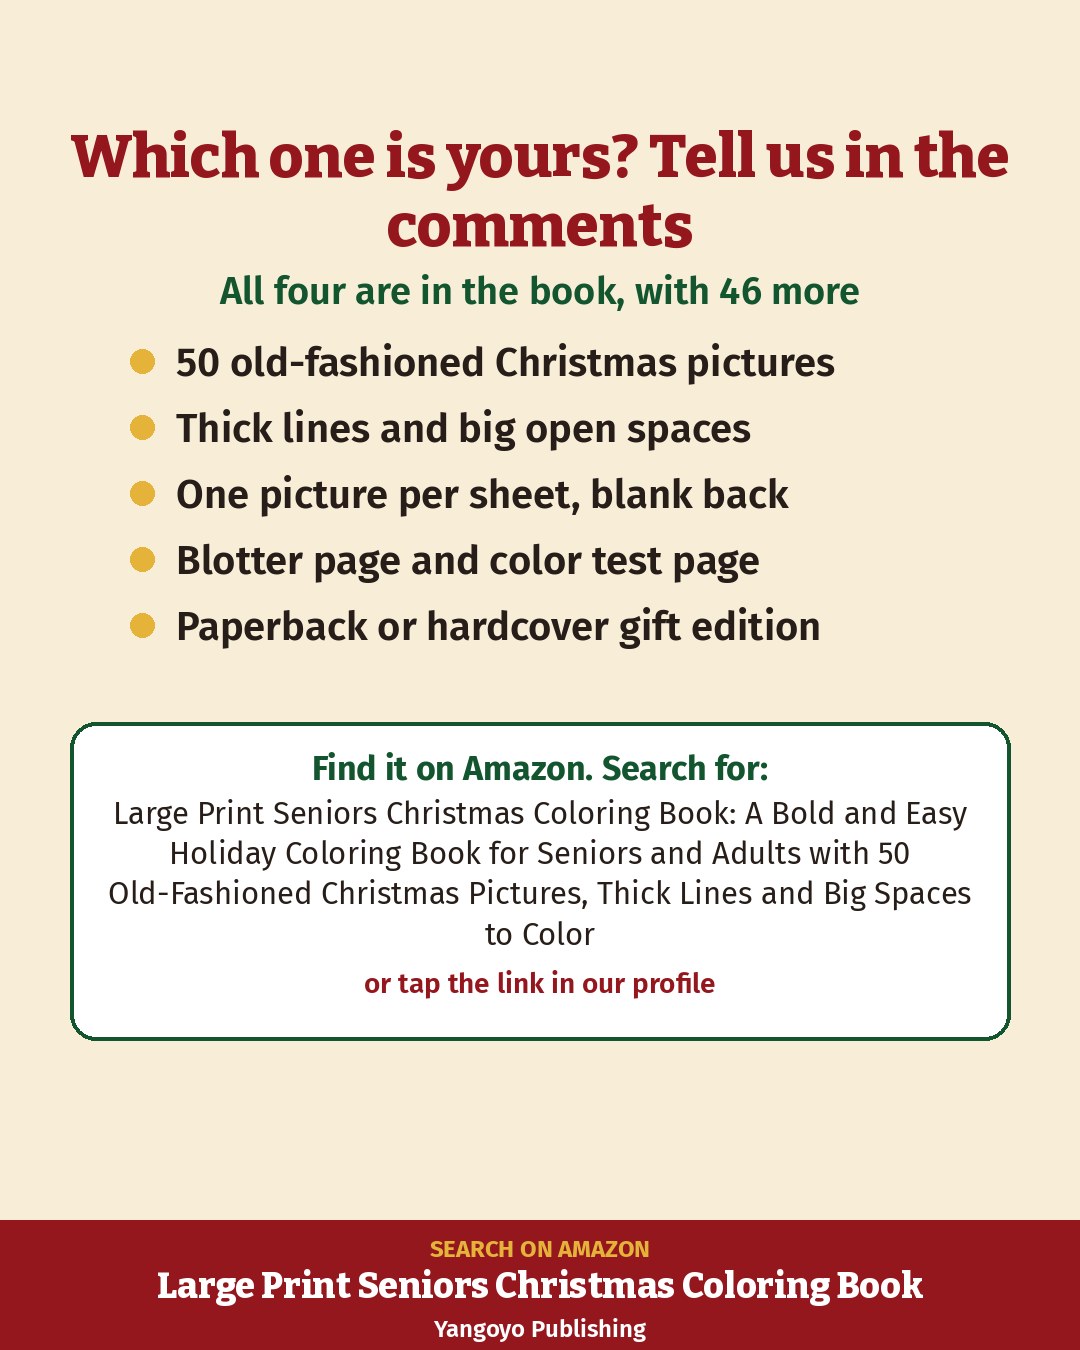 Which one is yours? Tell us in the
comments
All four are in the book, with 46 more
50 old-fashioned Christmas pictures
Thick lines and big open spaces
One picture per sheet, blank back
Blotter page and color test page
Paperback or hardcover gift edition
Find it on Amazon. Search for:
Large Print Seniors Christmas Coloring Book: A Bold and Easy
Holiday Coloring Book for Seniors and Adults with 50
Old-Fashioned Christmas Pictures, Thick Lines and Big Spaces
to Color
or tap the link in our profile
SEARCH ON AMAZON
Large Print Seniors Christmas Coloring Book
Yangoyo Publishing